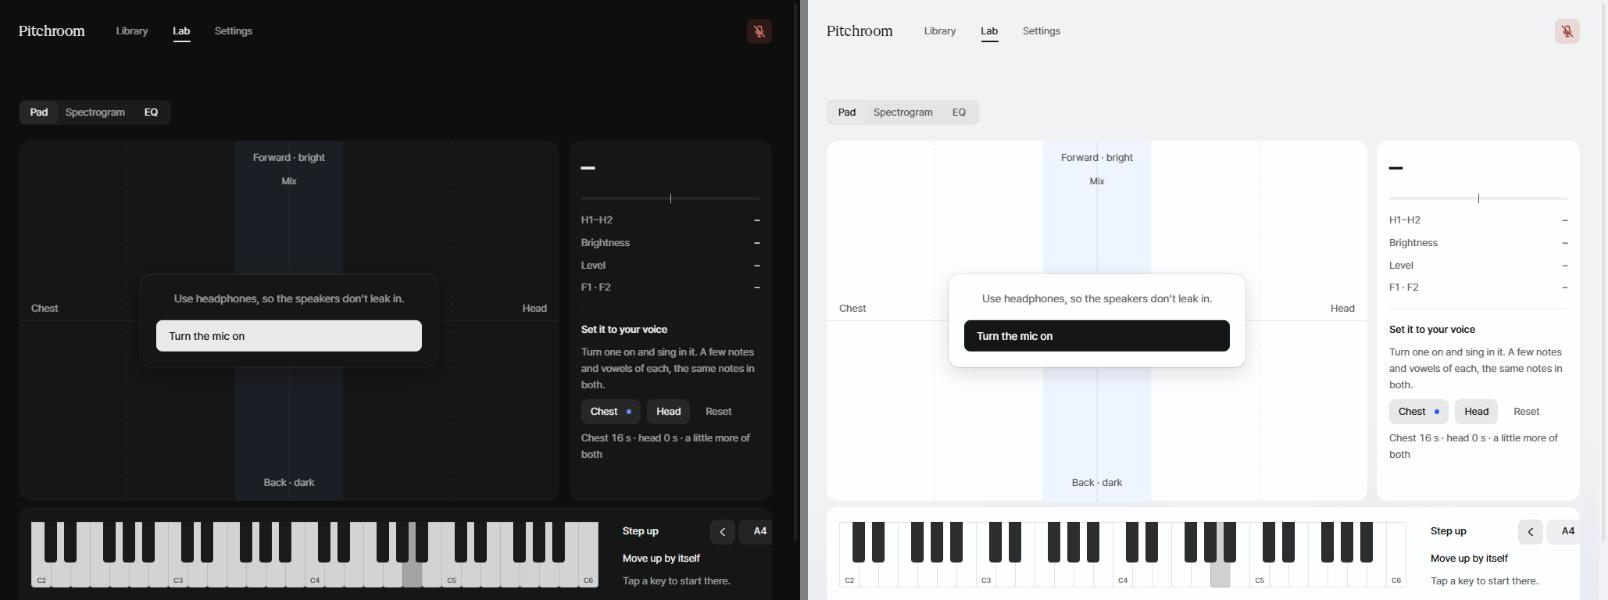 Pitchroom Library Lab Settings
Pad Spectrogram EQ
Forward · bright
Mix
Chest
Head
Back · dark
Use headphones, so the speakers don't leak in.
Turn the mic on
–
H1–H2 –
Brightness –
Level –
F1 · F2 –
Set it to your voice
Turn one on and sing in it. A few notes
and vowels of each, the same notes in
both.
Chest Head Reset
Chest 16 s · head 0 s · a little more of
both
C2 C3 C4 C5 C6
Step up A4
Move up by itself
Tap a key to start there.
Pitchroom Library Lab Settings
Pad Spectrogram EQ
Forward · bright
Mix
Chest
Head
Back · dark
Use headphones, so the speakers don't leak in.
Turn the mic on
–
H1–H2 –
Brightness –
Level –
F1 · F2 –
Set it to your voice
Turn one on and sing in it. A few notes
and vowels of each, the same notes in
both.
Chest Head Reset
Chest 16 s · head 0 s · a little more of
both
C2 C3 C4 C5 C6
Step up A4
Move up by itself
Tap a key to start there.